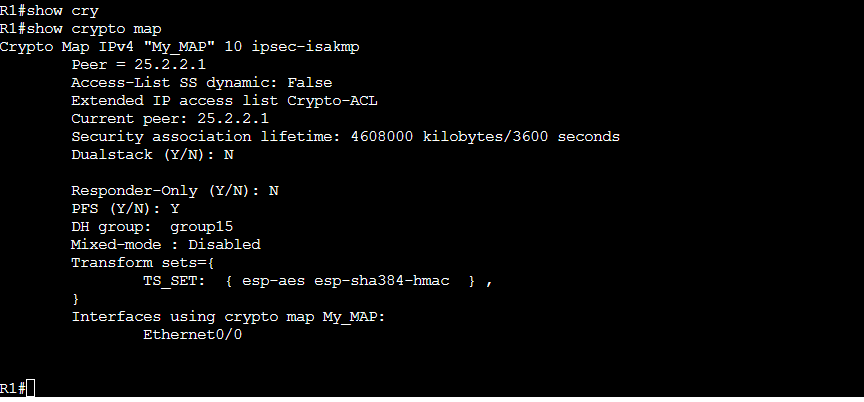 R1#show cry
R1#show crypto map
Crypto Map IPv4 "My_MAP" 10 ipsec-isakmp
Peer = 25.2.2.1
Access-List SS dynamic: False
Extended IP access list Crypto-ACL
Current peer: 25.2.2.1
Security association lifetime: 4608000 kilobytes/3600 seconds
Dualstack (Y/N): N
Responder-Only (Y/N): N
PFS (Y/N): Y
DH group:  group15
Mixed-mode : Disabled
Transform sets={
TS_SET:  { esp-aes esp-sha384-hmac  } ,
}
Interfaces using crypto map My_MAP:
Ethernet0/0
R1#